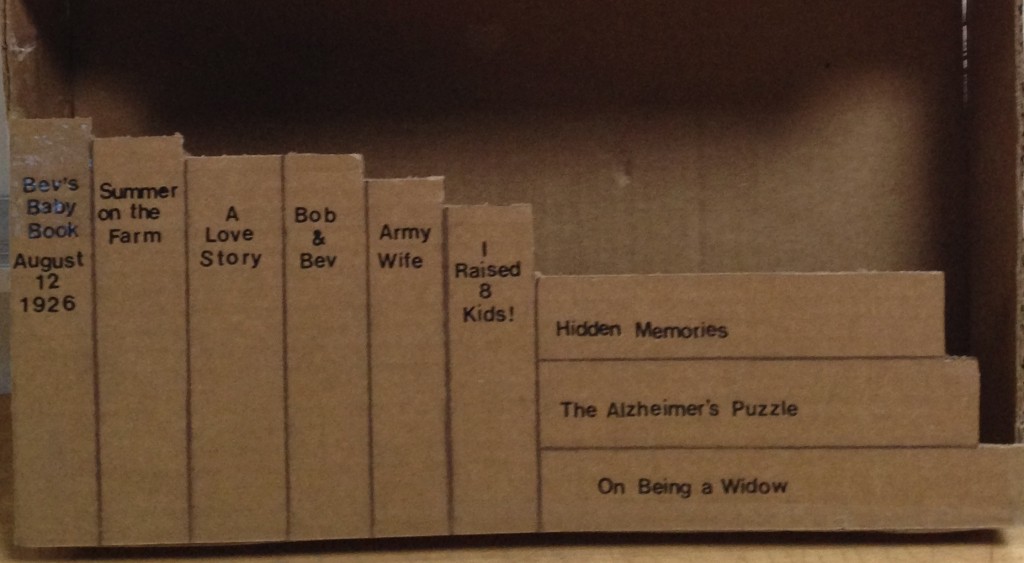 Bev's
Baby
Book
August
12
1926
Summer
on the
Farm
A
Love
Story
Bob
&
Bev
Army
Wife
I
Raised
8
Kids!
Hidden Memories
The Alzheimer's Puzzle
On Being a Widow